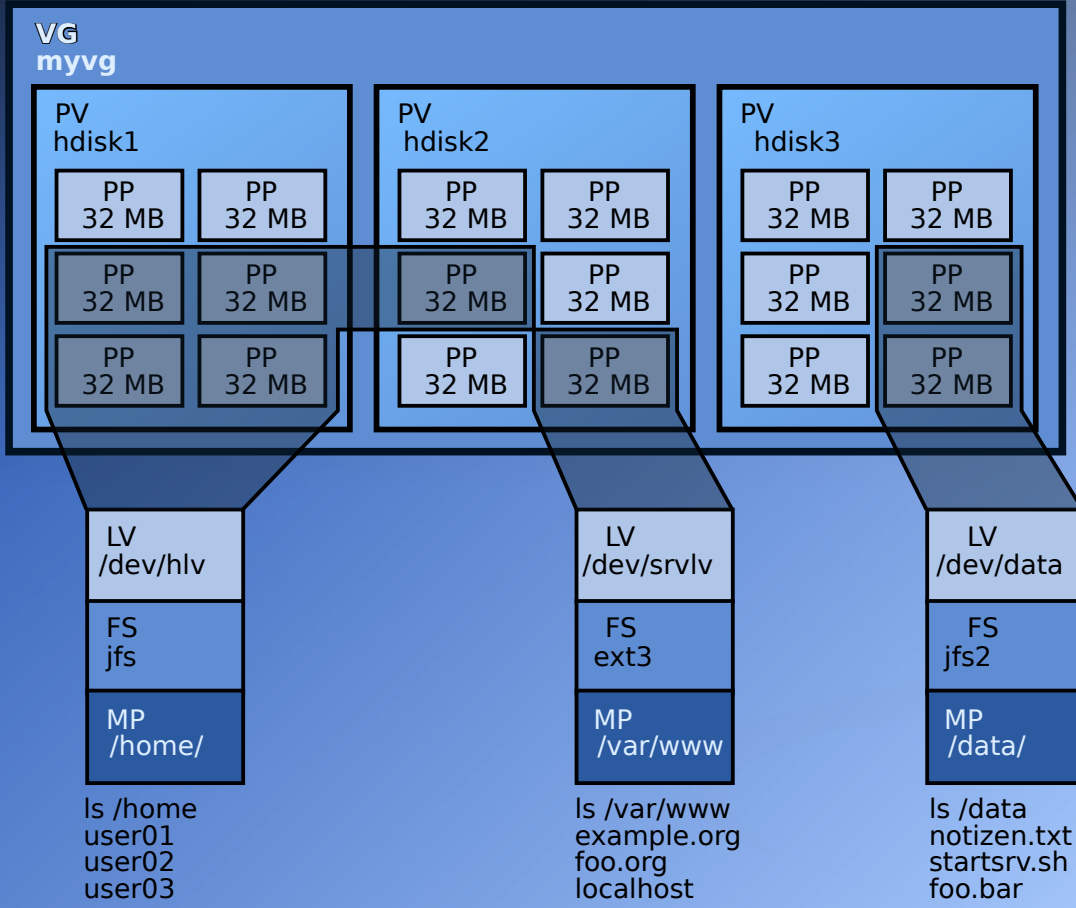 VG
myvg
PV
hdisk1
PP
32 MB
PP
32 MB
PP
32 MB
PP
32 MB
PP
32 MB
PP
32 MB
PV
hdisk2
PP
32 MB
PP
32 MB
PP
32 MB
PP
32 MB
PP
32 MB
PP
32 MB
PV
hdisk3
PP
32 MB
PP
32 MB
PP
32 MB
PP
32 MB
PP
32 MB
PP
32 MB
LV
/dev/hlv
FS
jfs
MP
/home/
ls /home
user01
user02
user03
LV
/dev/srvlv
FS
ext3
MP
/var/www
ls /var/www
example.org
foo.org
localhost
LV
/dev/data
FS
jfs2
MP
/data/
ls /data
notizen.txt
startsrv.sh
foo.bar